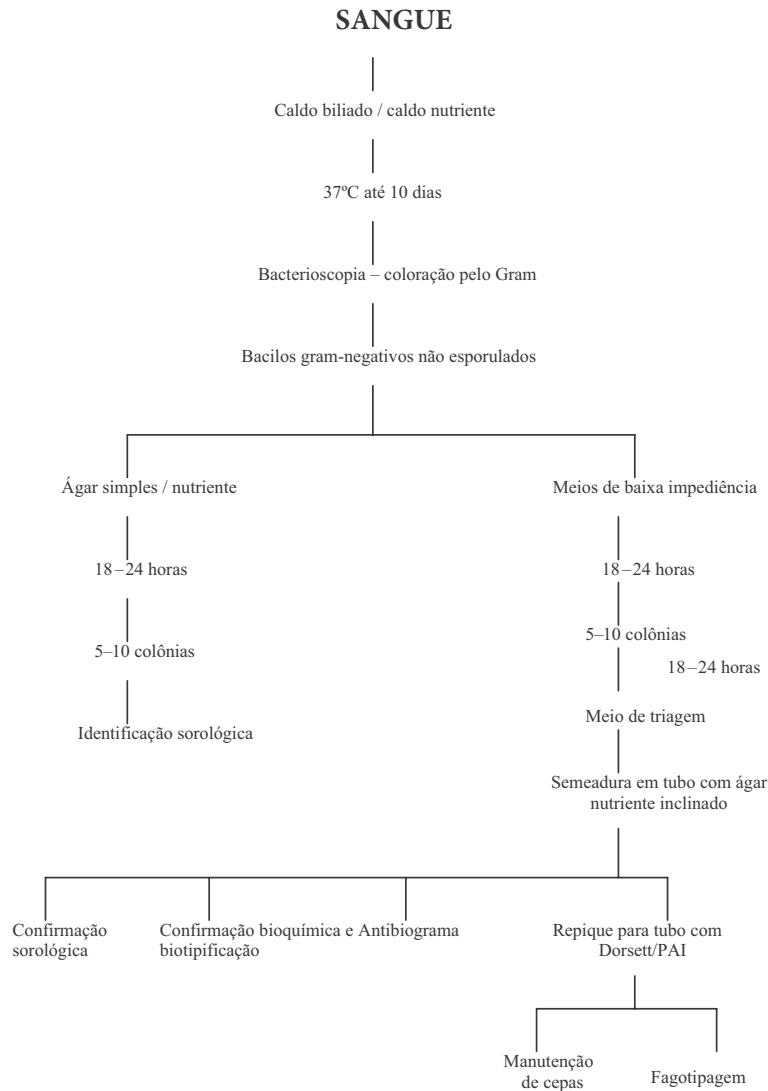 SANGUE
Caldo biliado / caldo nutriente
37ºC até 10 dias
Bacterioscopia – coloração pelo Gram
Bacilos gram-negativos não esporulados
Ágar simples / nutriente
18–24 horas
5–10 colônias
Identificação sorológica
Meios de baixa impediência
18–24 horas
5–10 colônias
18–24 horas
Meio de triagem
Semeadura em tubo com ágar
nutriente inclinado
Confirmação
sorológica
Confirmação bioquímica e
biotipificação
Antibiograma
Repique para tubo com
Dorsett/PAI
Manutenção
de cepas
Fagotipagem